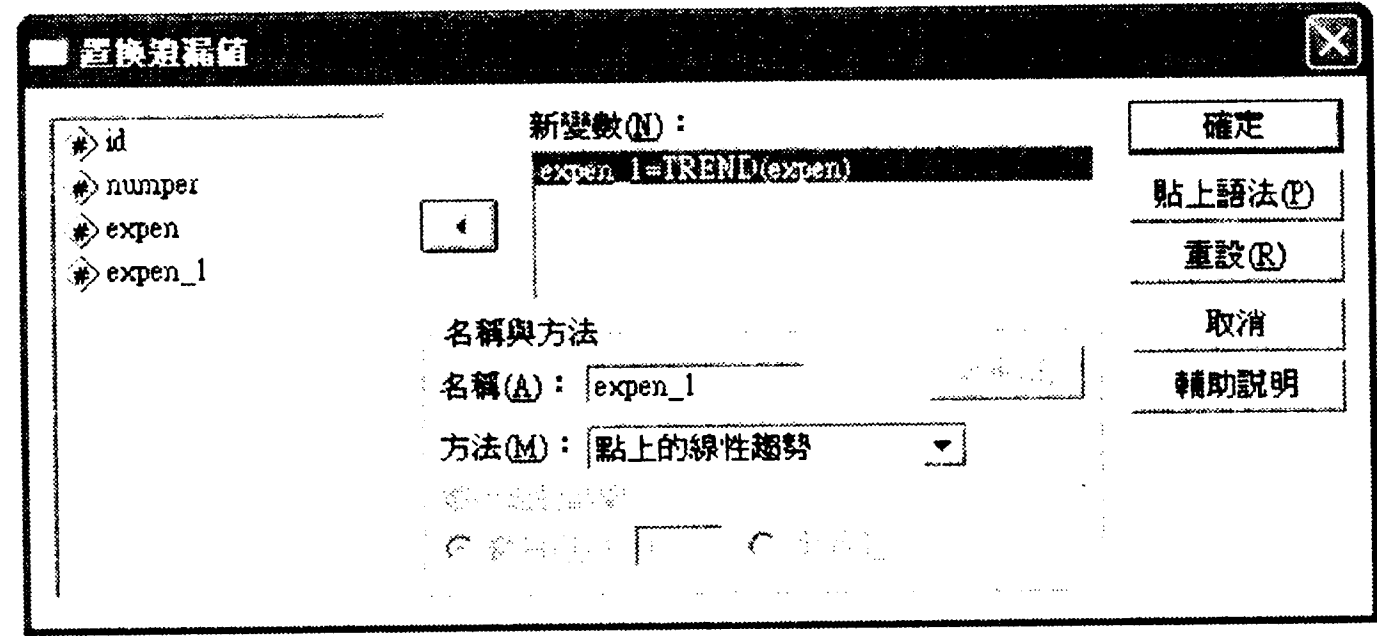 置換遺漏值
id
numper
expen
expen_1
新變數(N)：
expen_1=TREND(expen)
名稱與方法
名稱(A)： expen_1
方法(M)： 點上的線性趨勢
確定
貼上語法(P)
重設(R)
取消
輔助說明